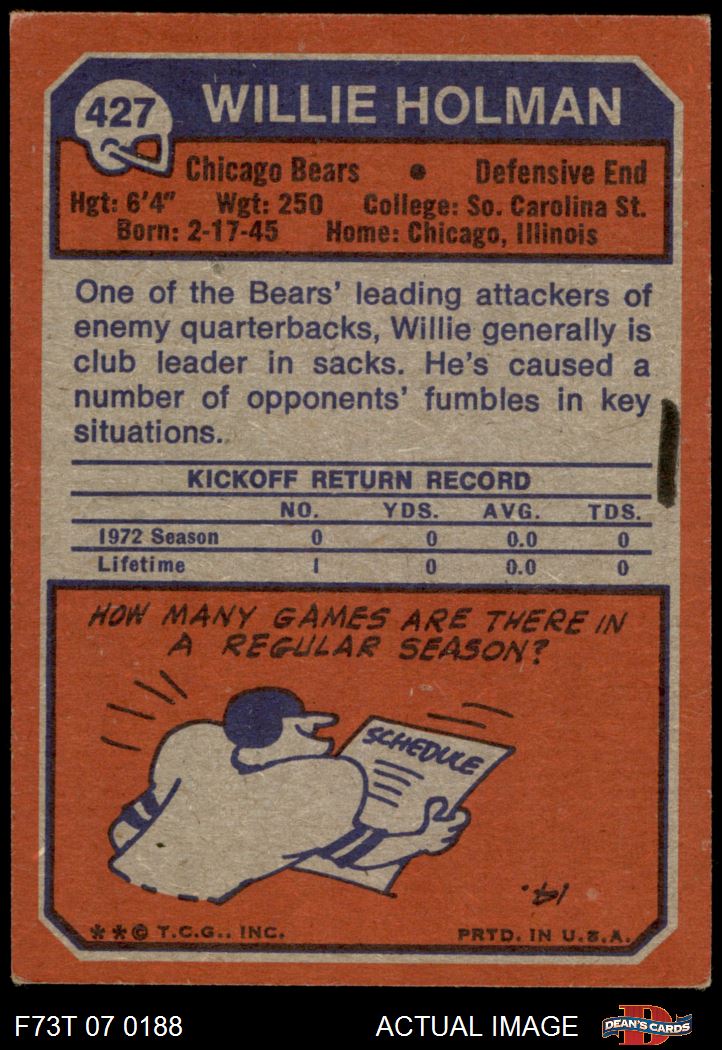 427
WILLIE HOLMAN
Chicago Bears • Defensive End
Hgt: 6'4" Wgt: 250 College: So. Carolina St.
Born: 2-17-45 Home: Chicago, Illinois
One of the Bears' leading attackers of
enemy quarterbacks, Willie generally is
club leader in sacks. He's caused a
number of opponents' fumbles in key
situations.
KICKOFF RETURN RECORD
NO. YDS. AVG. TDS.
1972 Season 0 0 0.0 0
Lifetime 1 0 0.0 0
HOW MANY GAMES ARE THERE IN
A REGULAR SEASON?
SCHEDULE
14.
**© T.C.G., INC. PRTD. IN U.S.A.
F73T 07 0188 ACTUAL IMAGE
D
DEAN'S CARDS